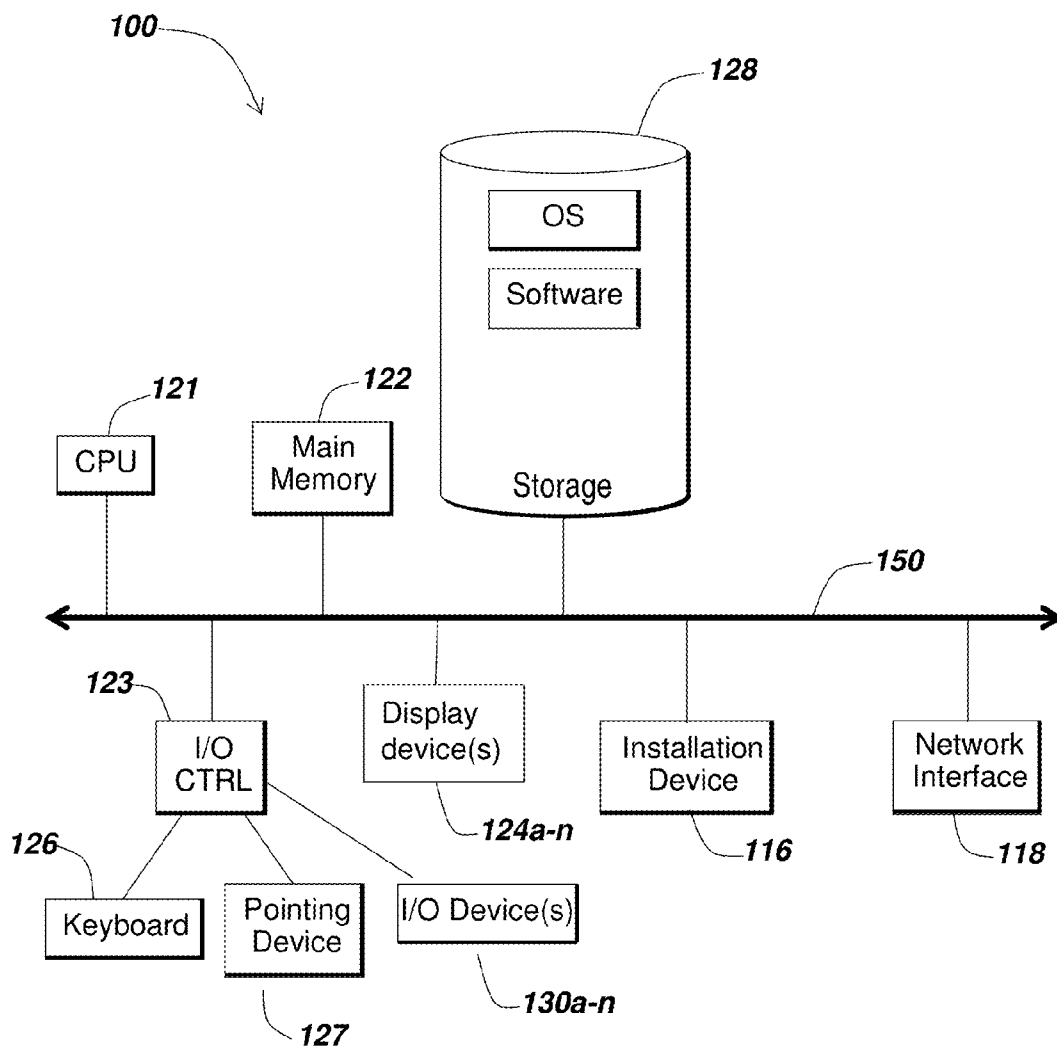 100
128
OS
Software
Storage
121
CPU
122
Main
Memory
150
123
I/O
CTRL
Display
device(s)
124a-n
Installation
Device
116
Network
Interface
118
126
Keyboard
Pointing
Device
127
I/O Device(s)
130a-n